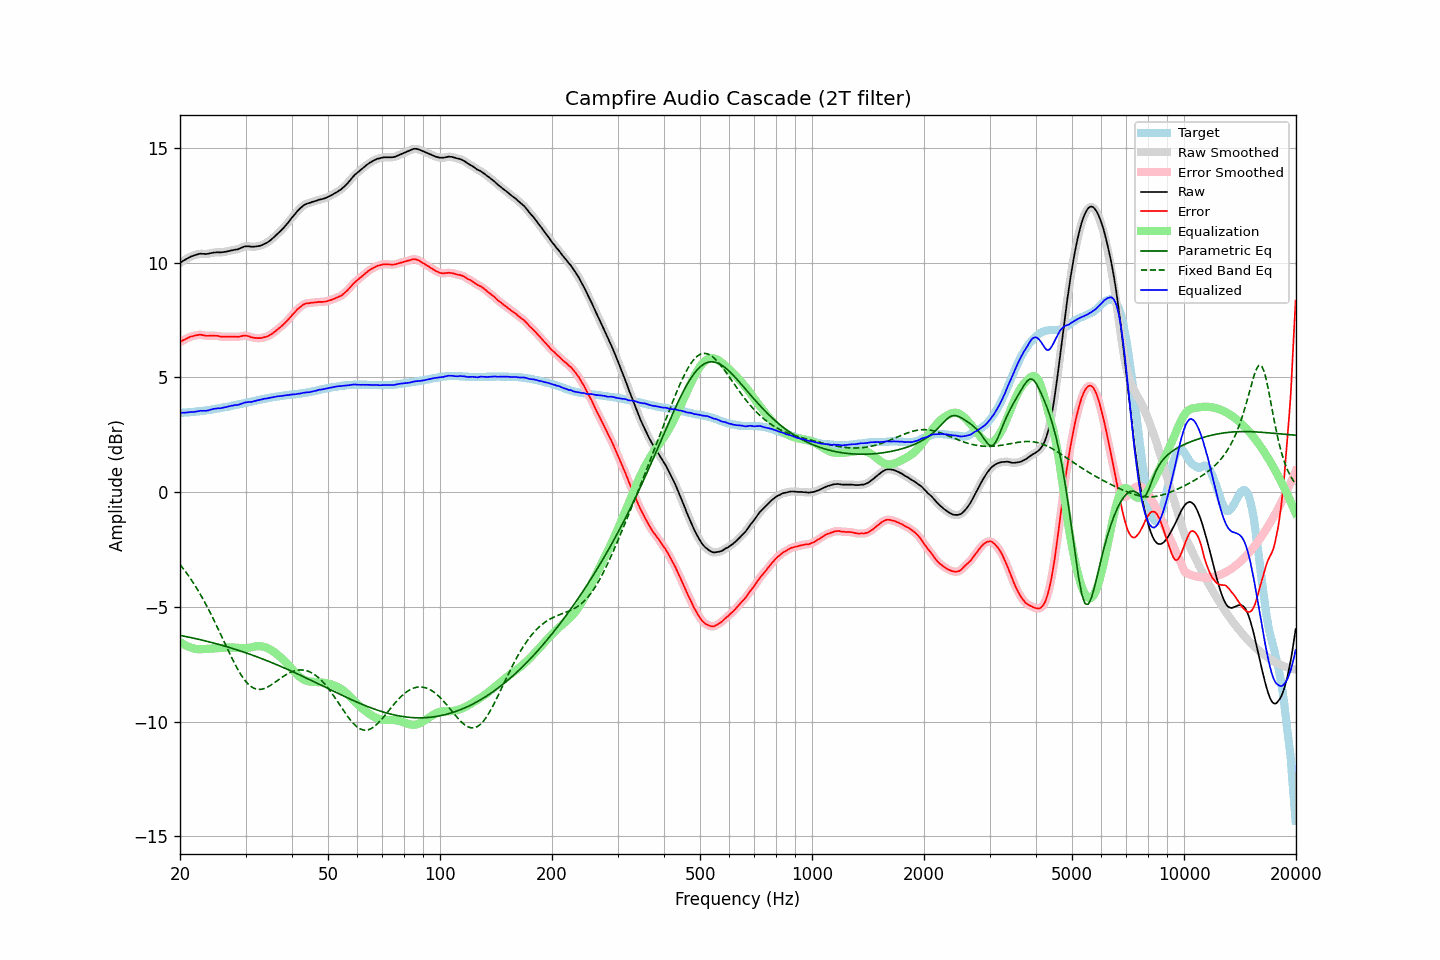 Campfire Audio Cascade (2T filter)
Target
Raw Smoothed
Error Smoothed
Raw
Error
Equalization
Parametric Eq
Fixed Band Eq
Equalized
Amplitude (dBr)
15
10
5
0
−5
−10
−15
20 50 100 200 500 1000 2000 5000 10000 20000
Frequency (Hz)